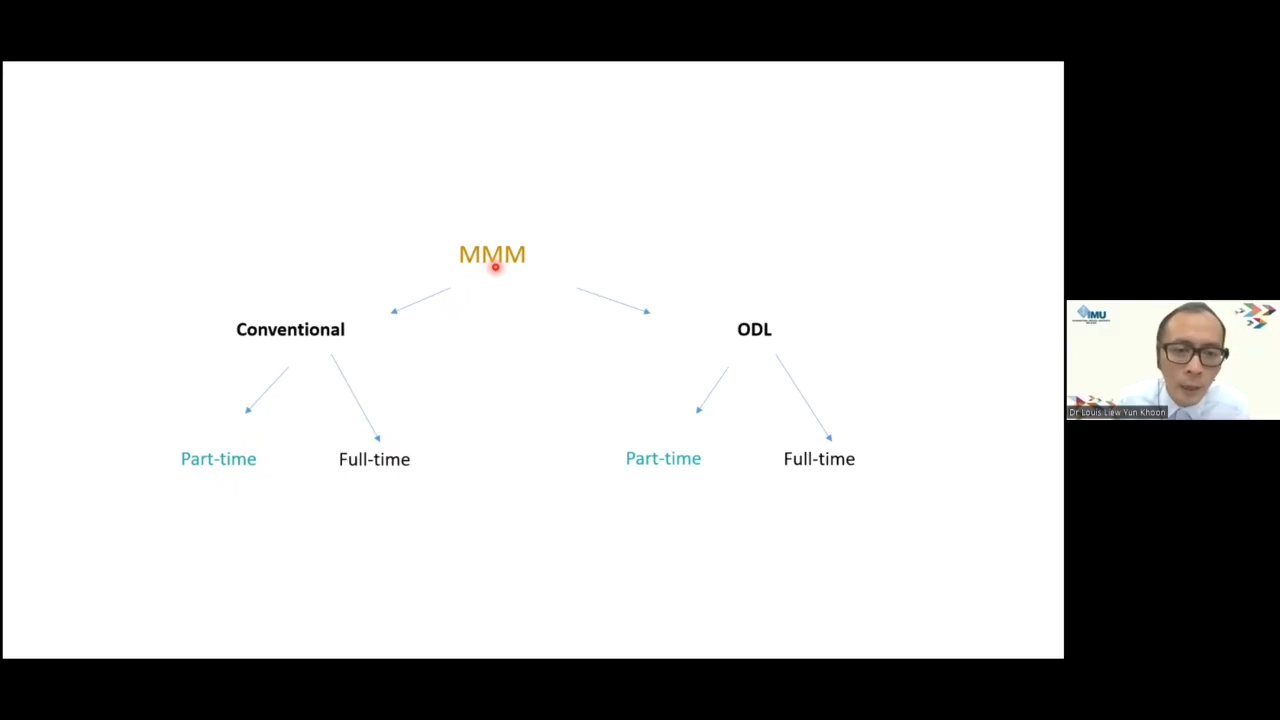 MMM
Conventional
ODL
Part-time
Full-time
Part-time
Full-time
IMU
Dr Louis Liew Yun Khoon